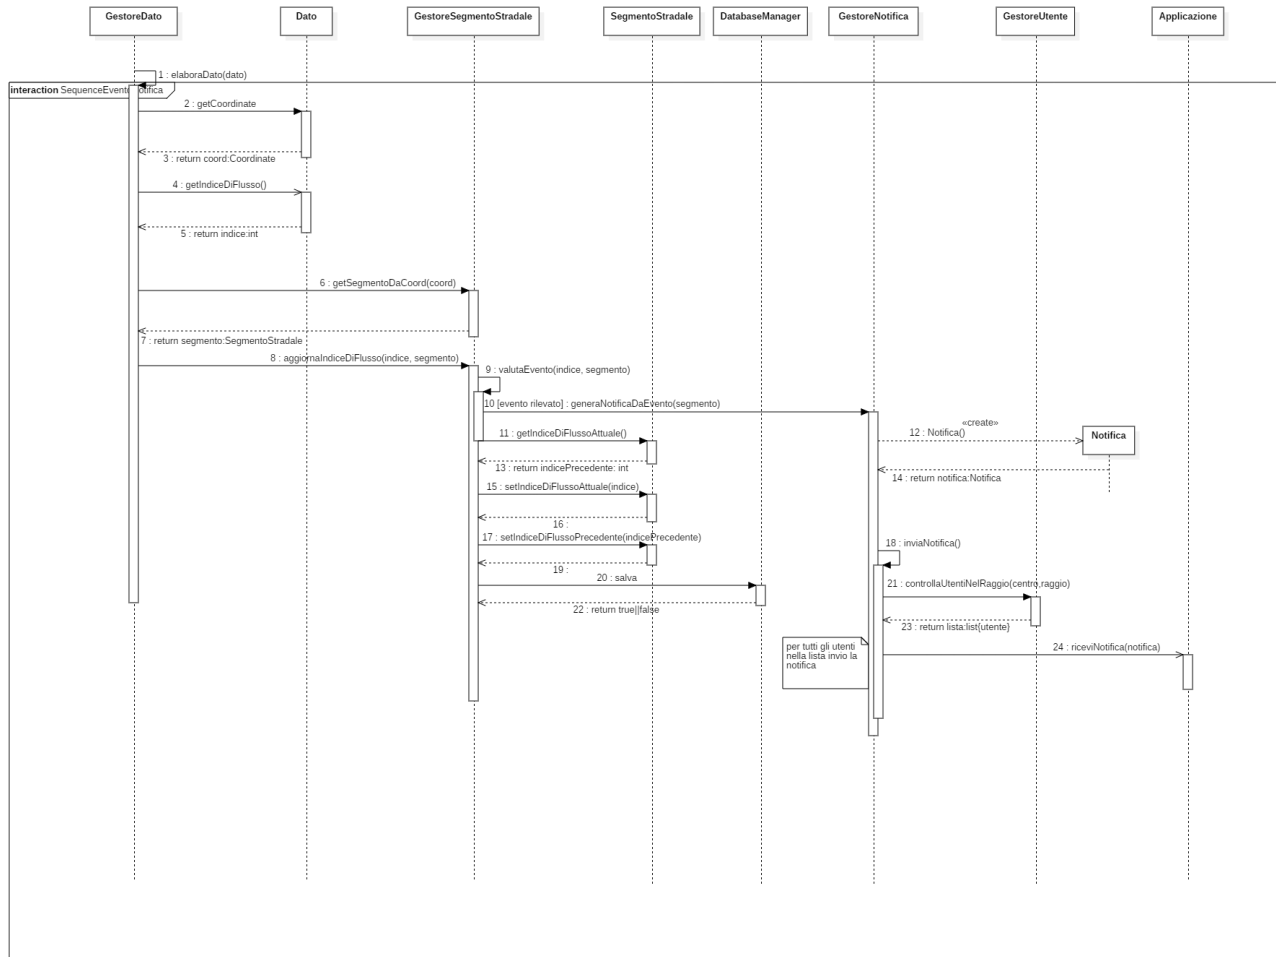 GestoreDato
Dato
GestoreSegmentoStradale
SegmentoStradale
DatabaseManager
GestoreNotifica
GestoreUtente
Applicazione
1 : elaboraDato(dato)
interaction SequenceEventoNotifica
2 : getCoordinate
3 : return coord:Coordinate
4 : getIndiceDiFlusso()
5 : return indice:int
6 : getSegmentoDaCoord(coord)
7 : return segmento:SegmentoStradale
8 : aggiornaIndiceDiFlusso(indice, segmento)
9 : valutaEvento(indice, segmento)
10 [evento rilevato] : generaNotificaDaEvento(segmento)
«create»
11 : getIndiceDiFlussoAttuale()
12 : Notifica()
Notifica
13 : return indicePrecedente: int
14 : return notifica:Notifica
15 : setIndiceDiFlussoAttuale(indice)
16 :
17 : setIndiceDiFlussoPrecedente(indicePrecedente)
18 : inviaNotifica()
19 :
20 : salva
21 : controllaUtentiNelRaggio(centro,raggio)
22 : return true||false
23 : return lista:list{utente}
per tutti gli utenti
nella lista invio la
notifica
24 : riceviNotifica(notifica)